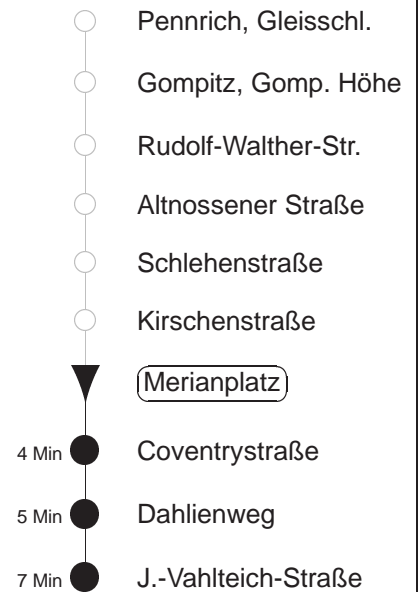 Pennrich, Gleisschl.
Gompitz, Gomp. Höhe
Rudolf-Walther-Str.
Altnossener Straße
Schlehenstraße
Kirschenstraße
Merianplatz
4 Min Coventrystraße
5 Min Dahlienweg
7 Min J.-Vahlteich-Straße